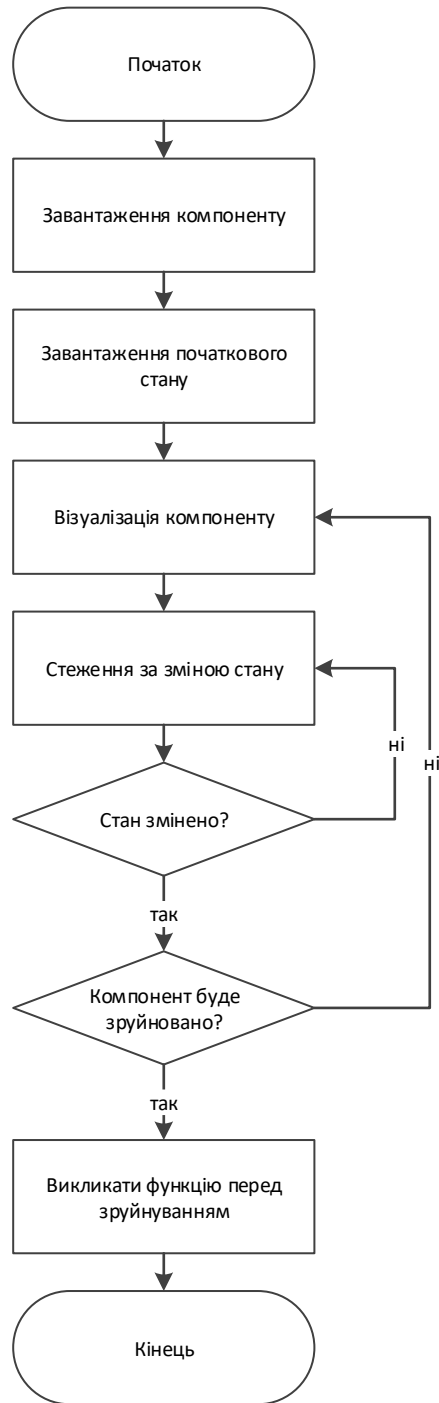 Початок
Завантаження компоненту
Завантаження початкового
стану
Візуалізація компоненту
Стеження за зміною стану
ні
ні
Стан змінено?
так
Компонент буде
зруйновано?
так
Викликати функцію перед
зруйнуванням
Кінець